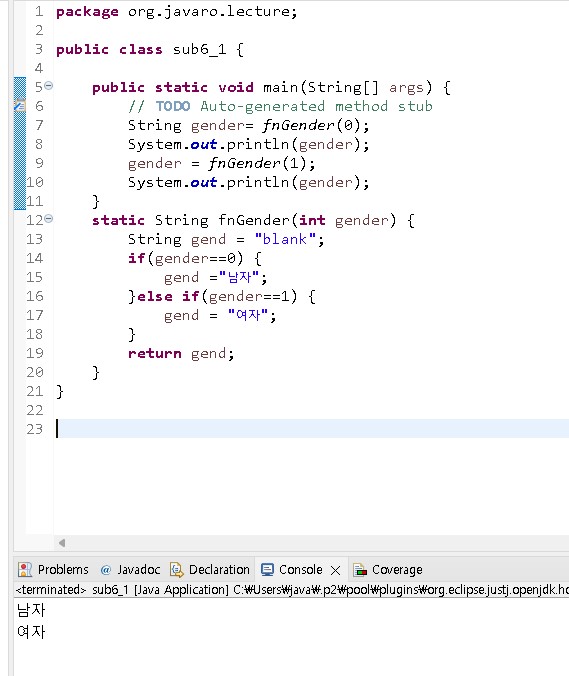 1 package org.javaro.lecture;
2
3 public class sub6_1 {
4
5 public static void main(String[] args) {
6 // TODO Auto-generated method stub
7 String gender= fnGender(0);
8 System.out.println(gender);
9 gender = fnGender(1);
10 System.out.println(gender);
11 }
12 static String fnGender(int gender) {
13 String gend = "blank";
14 if(gender==0) {
15 gend ="남자";
16 }else if(gender==1) {
17 gend = "여자";
18 }
19 return gend;
20 }
21 }
22
23
Problems @ Javadoc Declaration Console Coverage
<terminated> sub6_1 [Java Application] C:₩Users₩java₩.p2₩pool₩plugins₩org.eclipse.justj.openjdk.ho
남자
여자